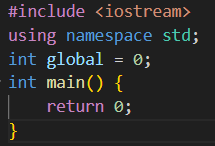 #include <iostream>
using namespace std;
int global = 0;
int main() {
    return 0;
}